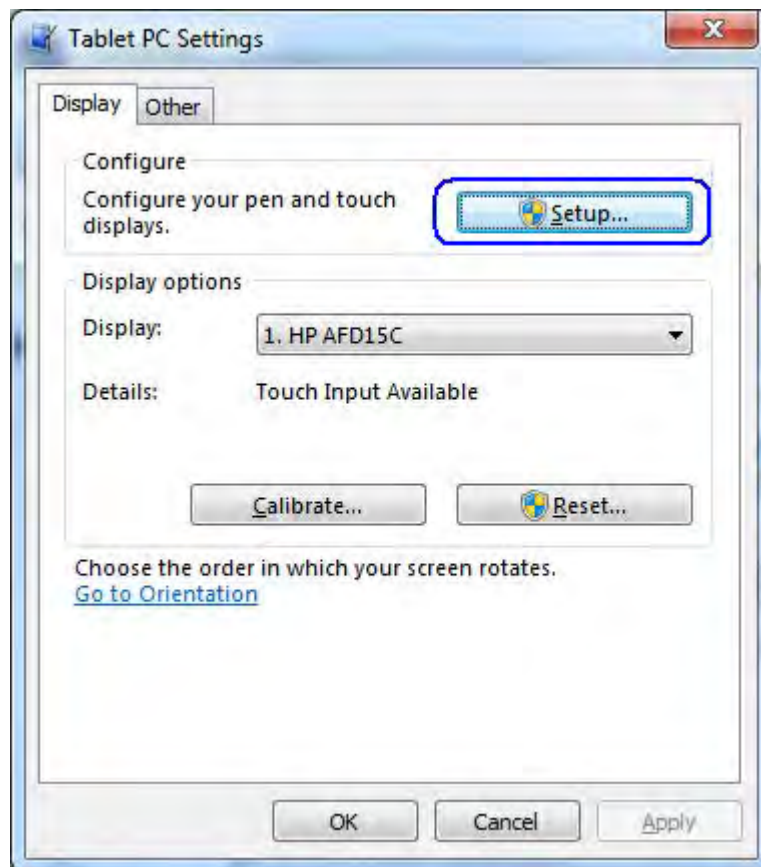 Tablet PC Settings
Display Other
Configure
Configure your pen and touch
displays.
Setup...
Display options
Display: 1. HP AFD15C
Details: Touch Input Available
Calibrate... Reset...
Choose the order in which your screen rotates.
Go to Orientation
OK Cancel Apply